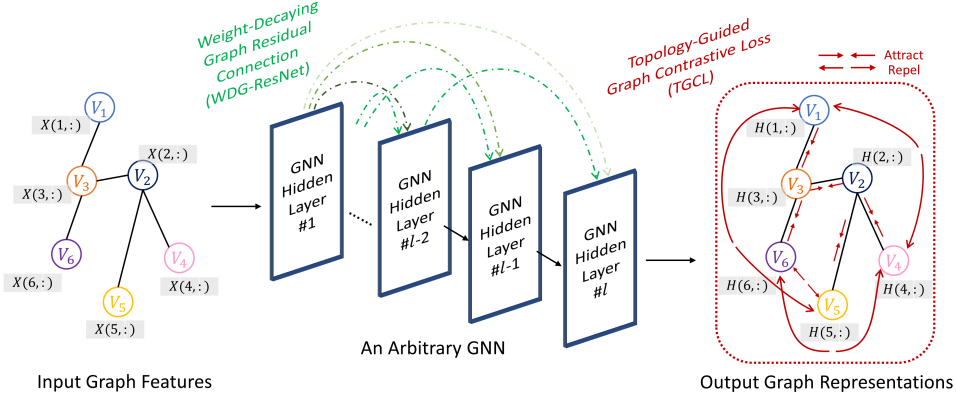 Weight-Decaying
Graph Residual
Connection
(WDG-ResNet)
Topology-Guided
Graph Contrastive Loss
(TGCL)
Attract
Repel
V₁
X(1,:)
X(2,:)
V₃
V₂
X(3,:)
V₆
V₄
X(6,:)
X(4,:)
V₅
X(5,:)
Input Graph Features
GNN
Hidden
Layer
#1
......
GNN
Hidden
Layer
#l-2
GNN
Hidden
Layer
#l-1
GNN
Hidden
Layer
#l
An Arbitrary GNN
V₁
H(1,:)
H(2,:)
V₃
V₂
H(3,:)
V₆
V₄
H(6,:)
H(4,:)
V₅
H(5,:)
Output Graph Representations